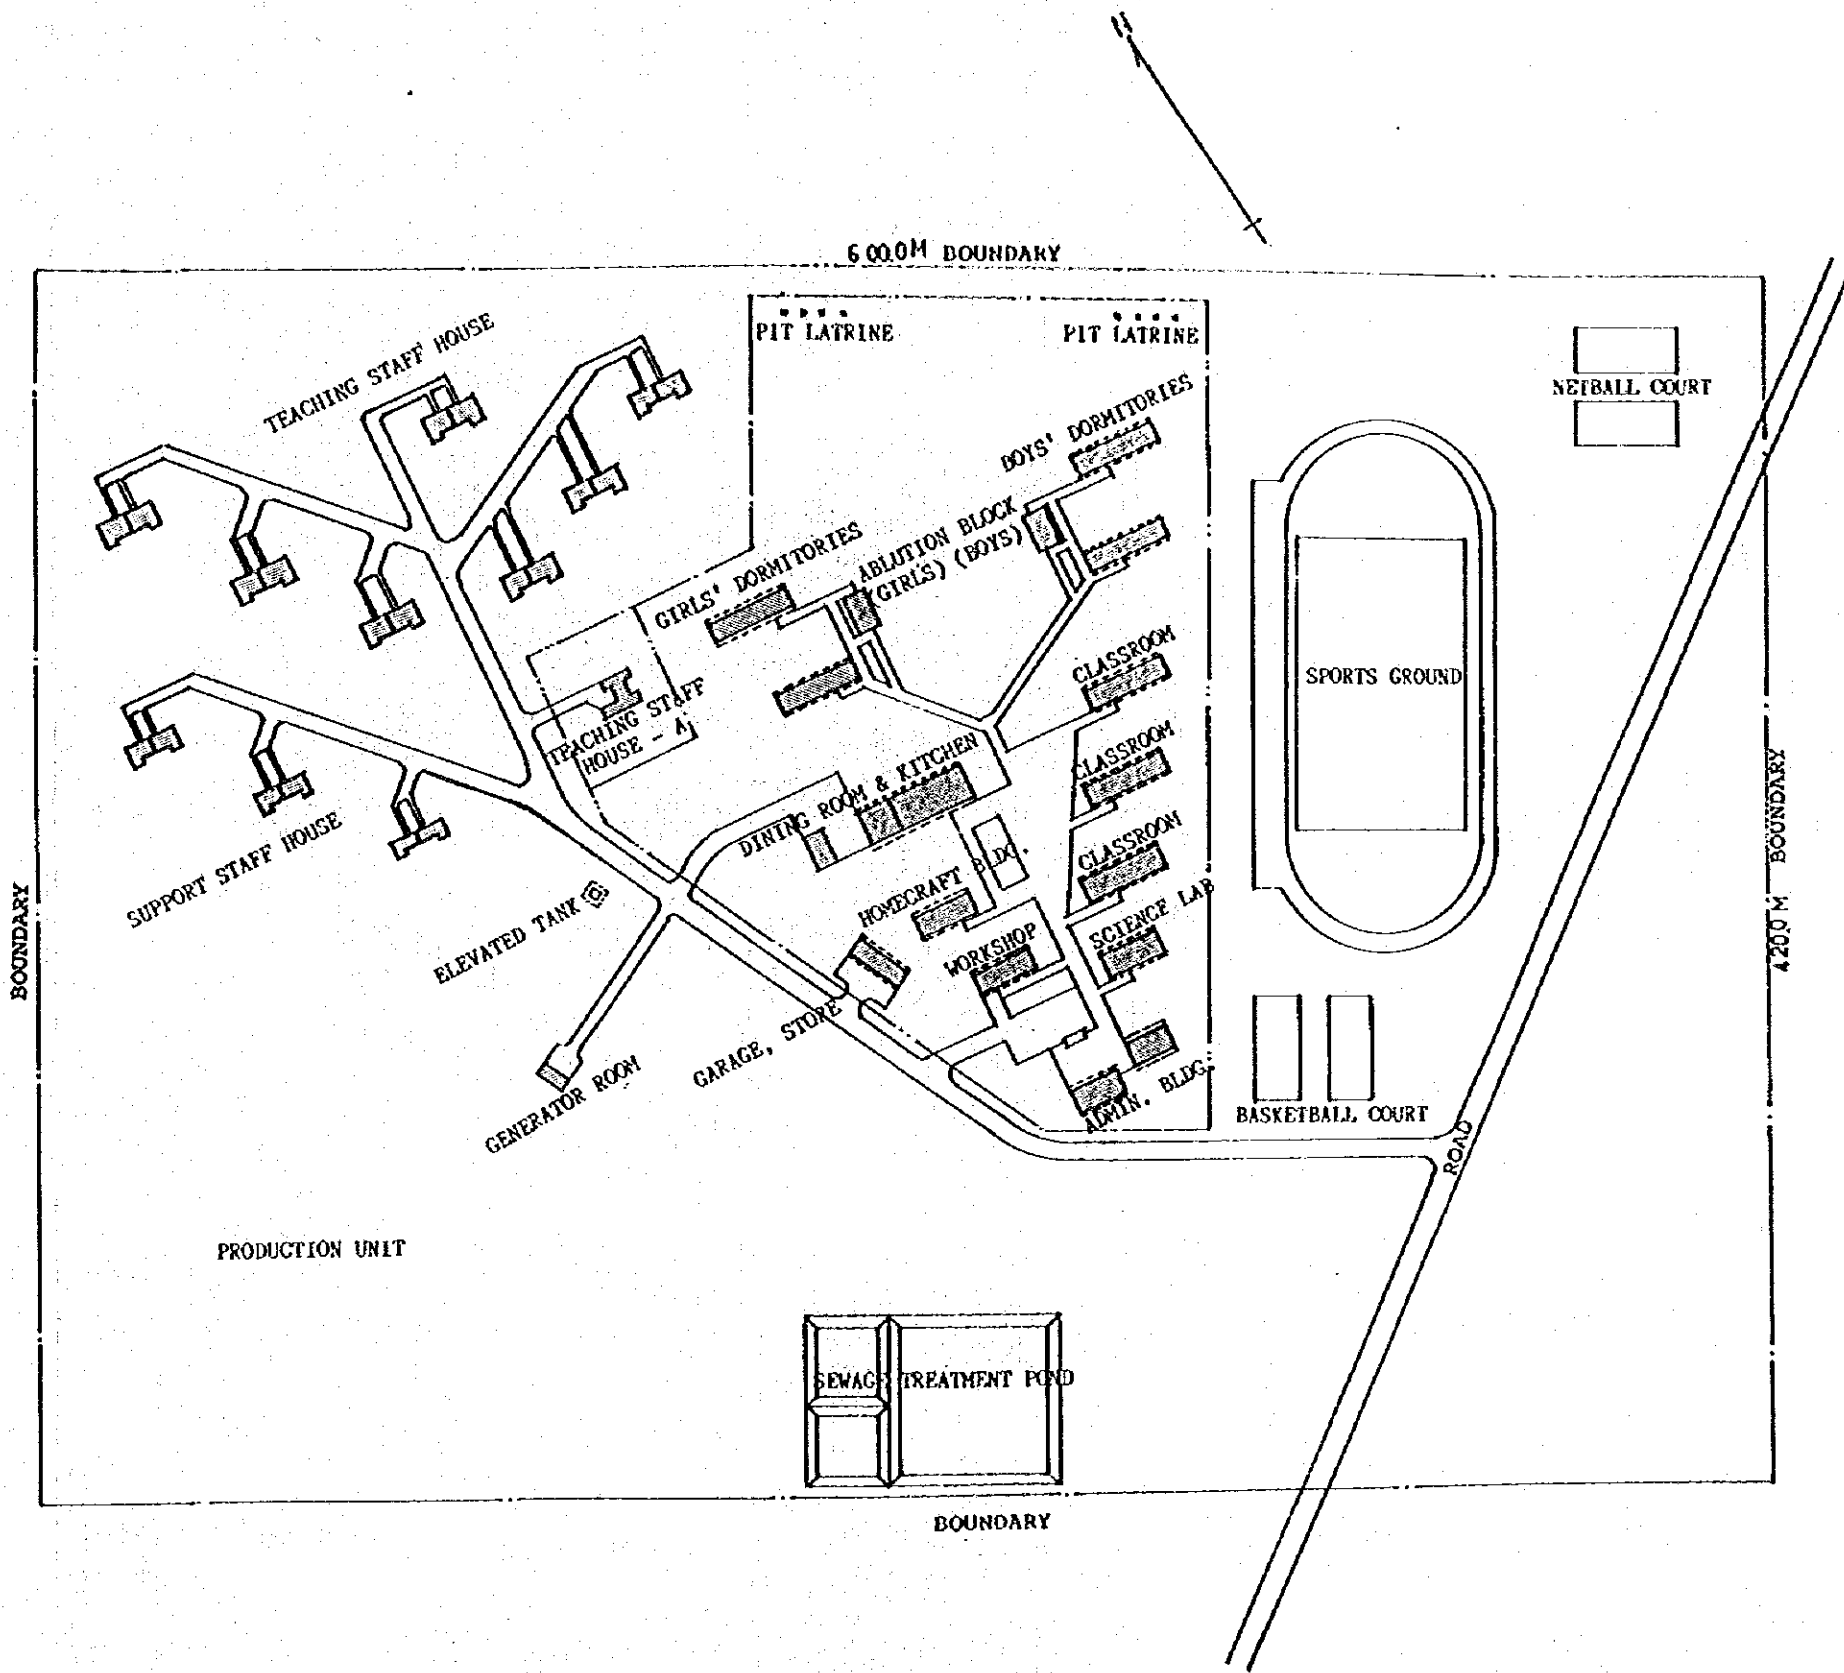 6 00.0M BOUNDARY
PIT LATRINE
PIT LATRINE
TEACHING STAFF HOUSE
NETBALL COURT
BOYS' DORMITORIES
ABLUTION BLOCK
(GIRLS) (BOYS)
GIRLS' DORMITORIES
CLASSROOM
SPORTS GROUND
TEACHING STAFF
HOUSE - A
CLASSROOM
DINING ROOM & KITCHEN
CLASSROOM
SUPPORT STAFF HOUSE
HOMECRAFT BLDG.
ELEVATED TANK
WORKSHOP
SCIENCE LAB
BOUNDARY
420.0 M BOUNDARY
GARAGE, STORE
GENERATOR ROOM
ADMIN. BLDG.
BASKETBALL COURT
ROAD
PRODUCTION UNIT
SEWAGE TREATMENT POND
BOUNDARY